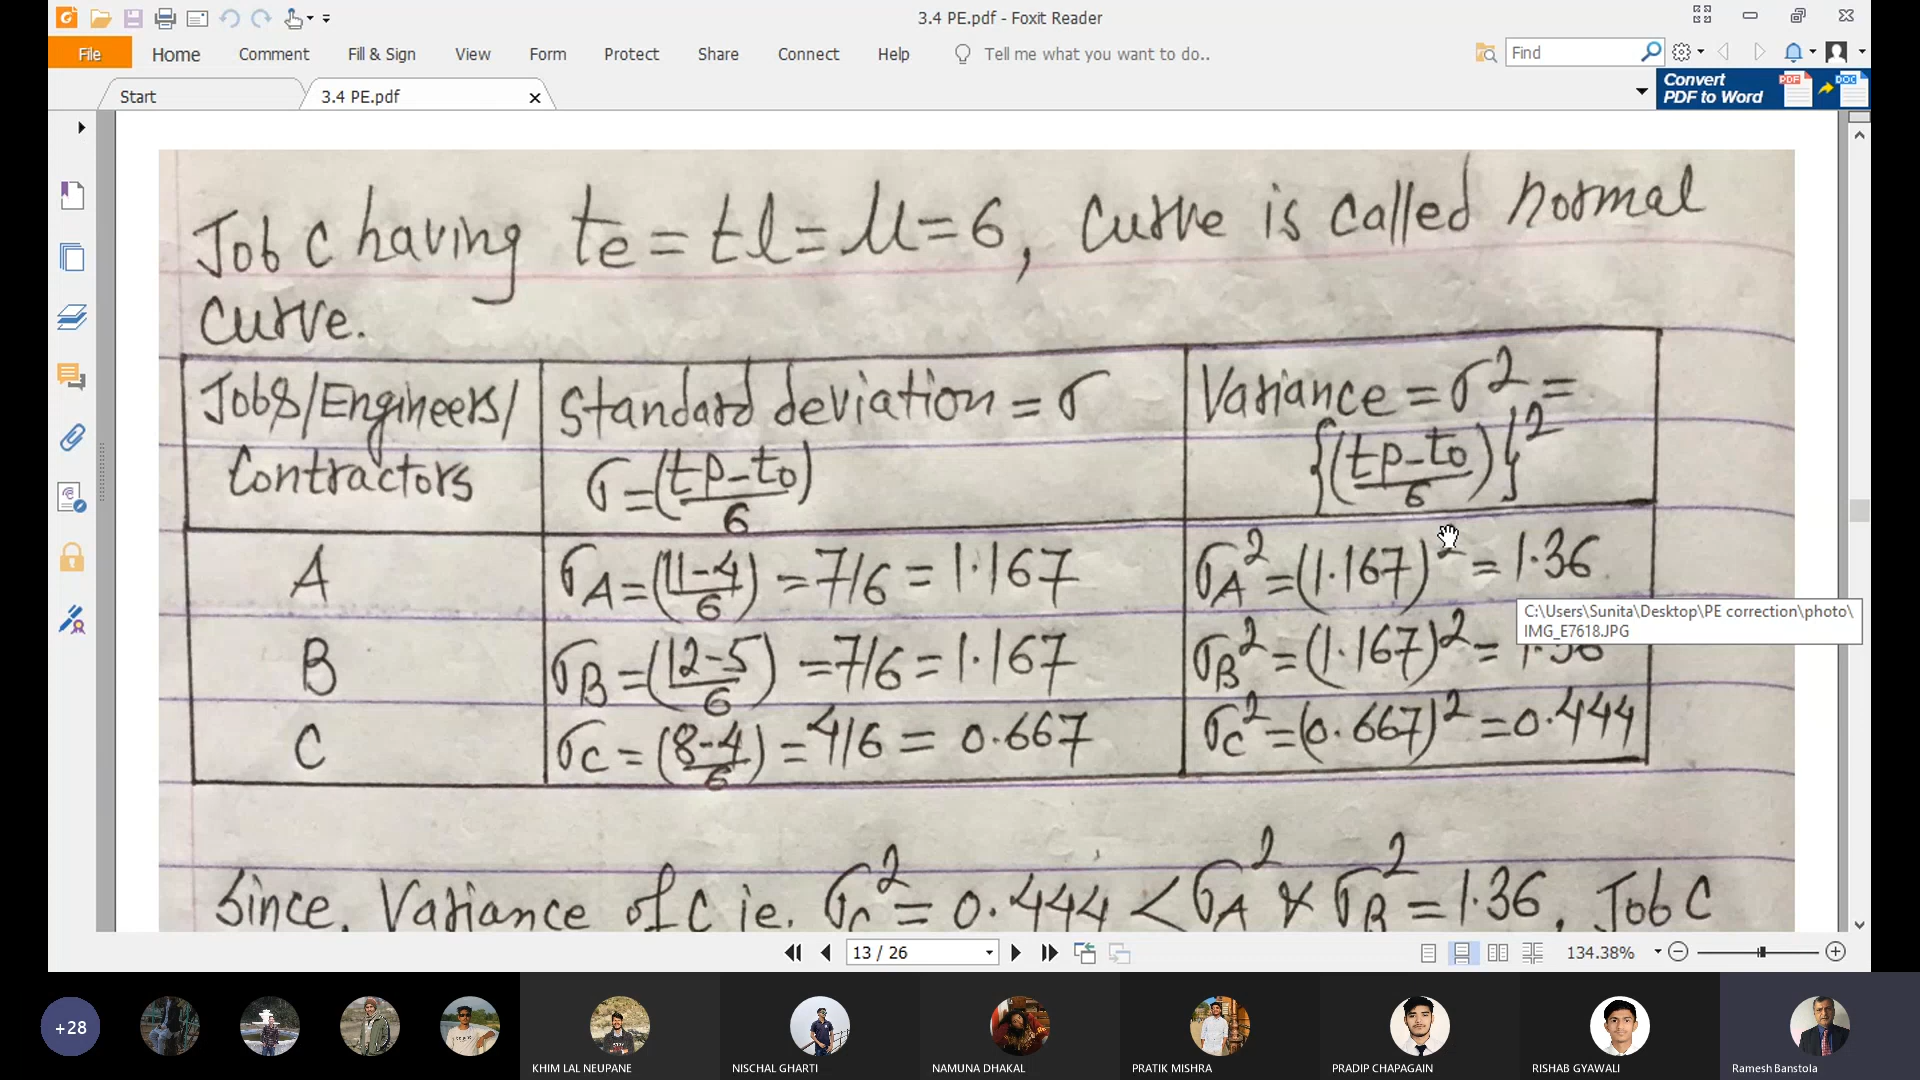 3.4 PE.pdf - Foxit Reader
File Home Comment Fill & Sign View Form Protect Share Connect Help Tell me what you want to do.. Find
Start 3.4 PE.pdf
Convert PDF
PDF to Word DOC
Job C having te = tl = μ = 6, curve is called normal
curve.
Jobs/Engineers/ Standard deviation = σ Variance = σ² =
Contractors σ = (tp-to)/6 {(tp-to)/6}²
A σA = (11-4)/6 = 7/6 = 1.167 σA² = (1.167)² = 1.36
C:\Users\Sunita\Desktop\PE correction\photo\
IMG_E7618.JPG
B σB = (12-5)/6 = 7/6 = 1.167 σB² = (1.167)² = 1.36
C σC = (8-4)/6 = 4/6 = 0.667 σC² = (0.667)² = 0.444
Since, Variance of C ie. σC² = 0.444 < σA² & σB² = 1.36, Job C
13 / 26 134.38%
+28
KHIM LAL NEUPANE NISCHAL GHARTI NAMUNA DHAKAL PRATIK MISHRA PRADIP CHAPAGAIN RISHAB GYAWALI Ramesh Banstola